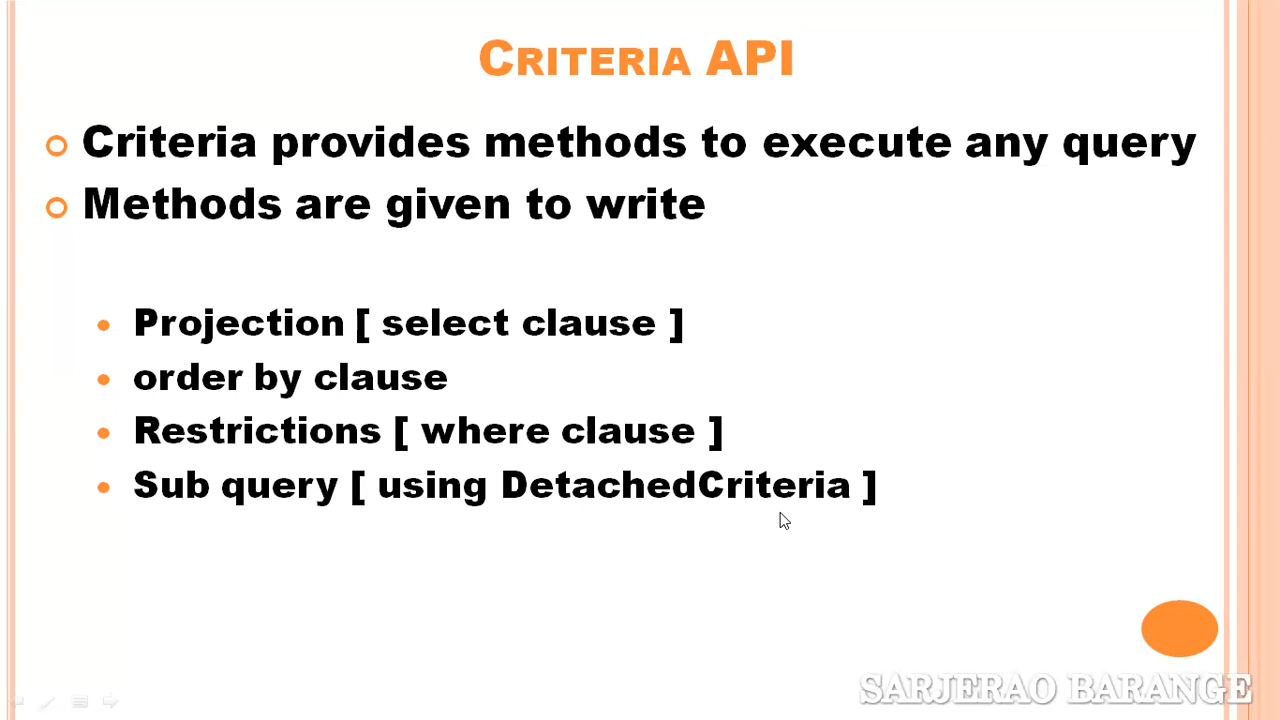 CRITERIA API
Criteria provides methods to execute any query
Methods are given to write
Projection [ select clause ]
order by clause
Restrictions [ where clause ]
Sub query [ using DetachedCriteria ]
SARJERAO BARANGE